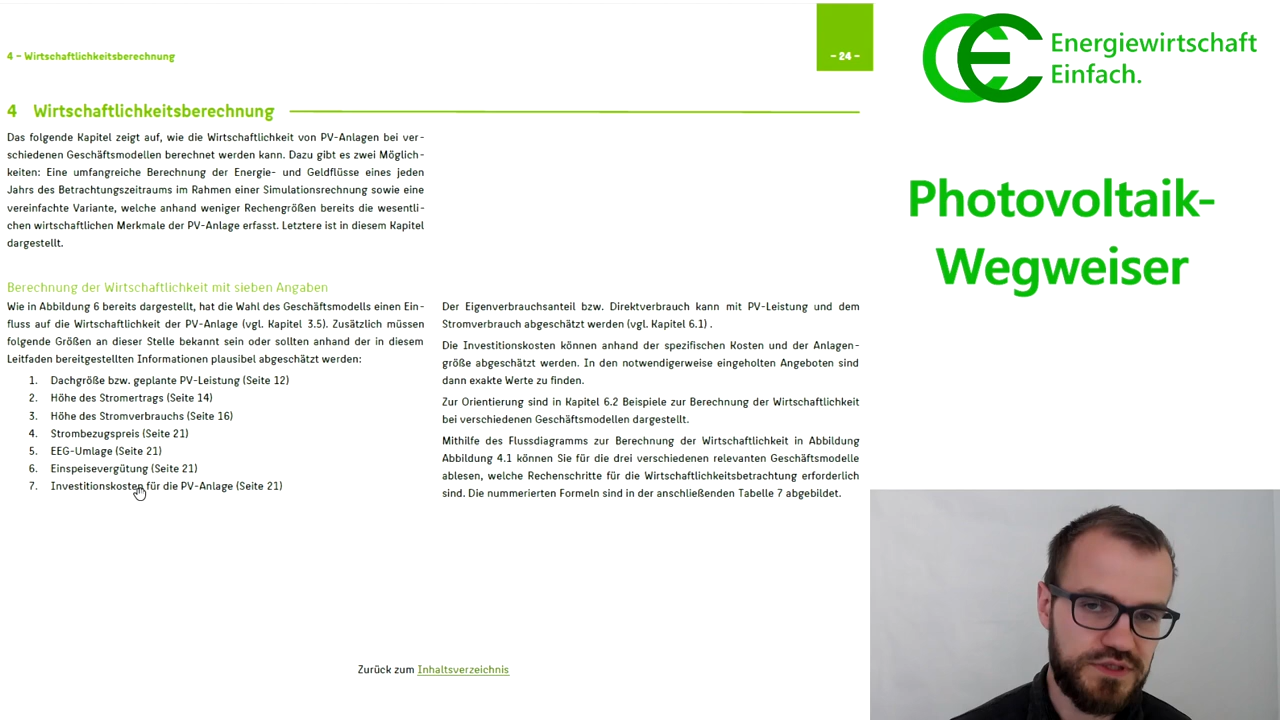 4 – Wirtschaftlichkeitsberechnung
– 24 –
4 Wirtschaftlichkeitsberechnung
Das folgende Kapitel zeigt auf, wie die Wirtschaftlichkeit von PV-Anlagen bei ver-
schiedenen Geschäftsmodellen berechnet werden kann. Dazu gibt es zwei Möglich-
keiten: Eine umfangreiche Berechnung der Energie- und Geldflüsse eines jeden
Jahrs des Betrachtungszeitraums im Rahmen einer Simulationsrechnung sowie eine
vereinfachte Variante, welche anhand weniger Rechengrößen bereits die wesentli-
chen wirtschaftlichen Merkmale der PV-Anlage erfasst. Letztere ist in diesem Kapitel
dargestellt.
Berechnung der Wirtschaftlichkeit mit sieben Angaben
Wie in Abbildung 6 bereits dargestellt, hat die Wahl des Geschäftsmodells einen Ein-
fluss auf die Wirtschaftlichkeit der PV-Anlage (vgl. Kapitel 3.5). Zusätzlich müssen
folgende Größen an dieser Stelle bekannt sein oder sollten anhand der in diesem
Leitfaden bereitgestellten Informationen plausibel abgeschätzt werden:
1. Dachgröße bzw. geplante PV-Leistung (Seite 12)
2. Höhe des Stromertrags (Seite 14)
3. Höhe des Stromverbrauchs (Seite 16)
4. Strombezugspreis (Seite 21)
5. EEG-Umlage (Seite 21)
6. Einspeisevergütung (Seite 21)
7. Investitionskosten für die PV-Anlage (Seite 21)
Der Eigenverbrauchsanteil bzw. Direktverbrauch kann mit PV-Leistung und dem
Stromverbrauch abgeschätzt werden (vgl. Kapitel 6.1) .
Die Investitionskosten können anhand der spezifischen Kosten und der Anlagen-
größe abgeschätzt werden. In den notwendigerweise eingeholten Angeboten sind
dann exakte Werte zu finden.
Zur Orientierung sind in Kapitel 6.2 Beispiele zur Berechnung der Wirtschaftlichkeit
bei verschiedenen Geschäftsmodellen dargestellt.
Mithilfe des Flussdiagramms zur Berechnung der Wirtschaftlichkeit in Abbildung
Abbildung 4.1 können Sie für die drei verschiedenen relevanten Geschäftsmodelle
ablesen, welche Rechenschritte für die Wirtschaftlichkeitsbetrachtung erforderlich
sind. Die nummerierten Formeln sind in der anschließenden Tabelle 7 abgebildet.
Zurück zum Inhaltsverzeichnis
Energiewirtschaft
Einfach.
Photovoltaik-
Wegweiser